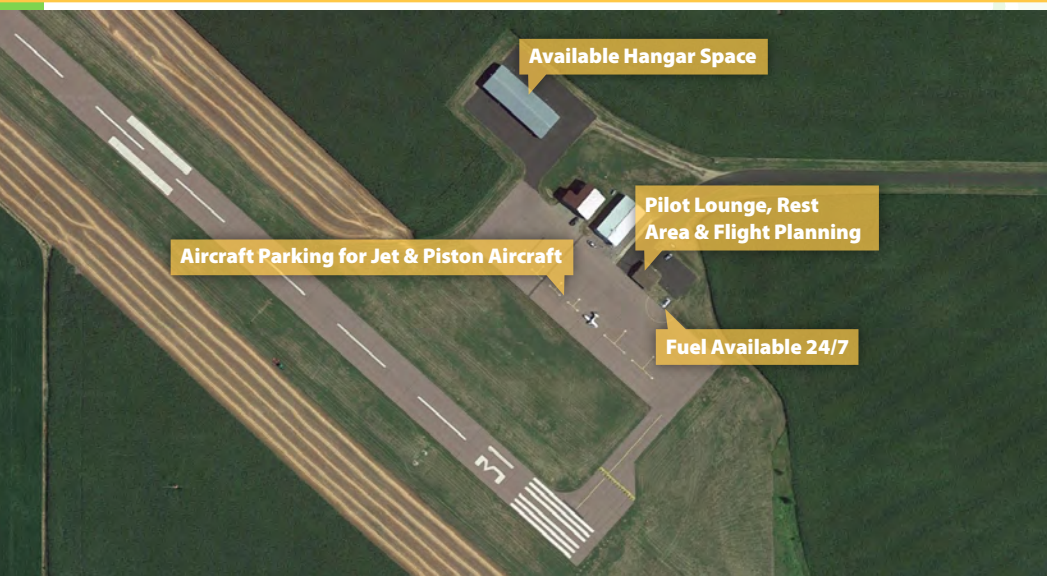 Available Hangar Space
Pilot Lounge, Rest
Area & Flight Planning
Aircraft Parking for Jet & Piston Aircraft
Fuel Available 24/7
31